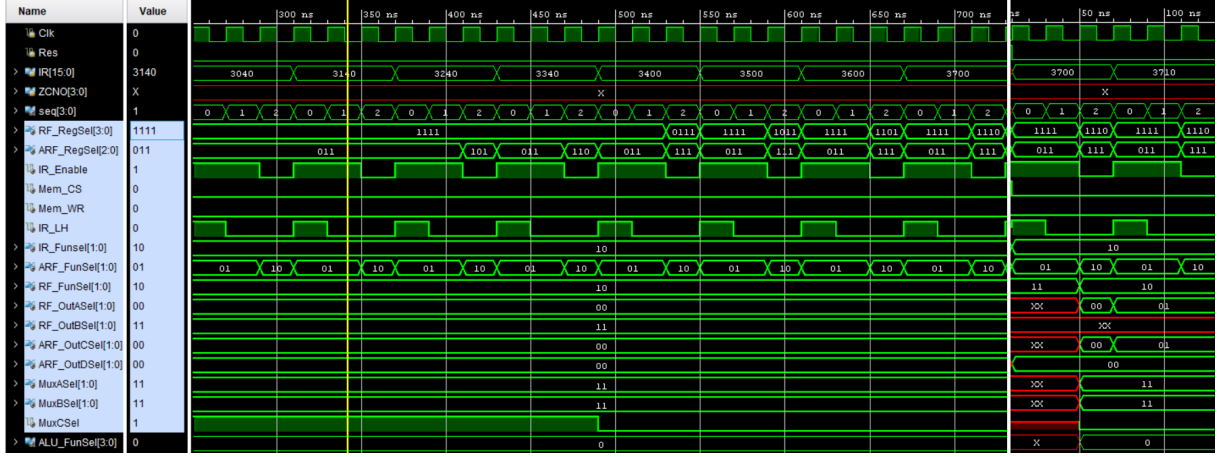 Name Value 300 ns 350 ns 400 ns 450 ns 500 ns 550 ns 600 ns 650 ns 700 ns ns 50 ns 100 ns
Clk 0
Res 0
IR[15:0] 3140 3040 3140 3240 3340 3400 3500 3600 3700 3700 3710
ZCNO[3:0] X X X
seq[3:0] 1 0 1 2 0 1 2 0 1 2 0 1 2 0 1 2 0 1 2 0 1 2 0 1 2 0 1 2 0 1 2
RF_RegSel[3:0] 1111 1111 0111 1111 1011 1111 1101 1111 1110 1111 1110 1111 1110
ARF_RegSel[2:0] 011 011 101 011 110 011 111 011 111 011 111 011 111 011 111 011 111
IR_Enable 1
Mem_CS 0
Mem_WR 0
IR_LH 0
IR_Funsel[1:0] 10 10 10
ARF_FunSel[1:0] 01 01 10 01 10 01 10 01 10 01 10 01 10 01 10 01 10 01 10 01 10
RF_FunSel[1:0] 10 10 11 10
RF_OutASel[1:0] 00 00 XX 00 01
RF_OutBSel[1:0] 11 11 XX
ARF_OutCSel[1:0] 00 00 XX 00 01
ARF_OutDSel[1:0] 00 00 00
MuxASel[1:0] 11 11 XX 11
MuxBSel[1:0] 11 11 XX 11
MuxCSel 1
ALU_FunSel[3:0] 0 0 X 0